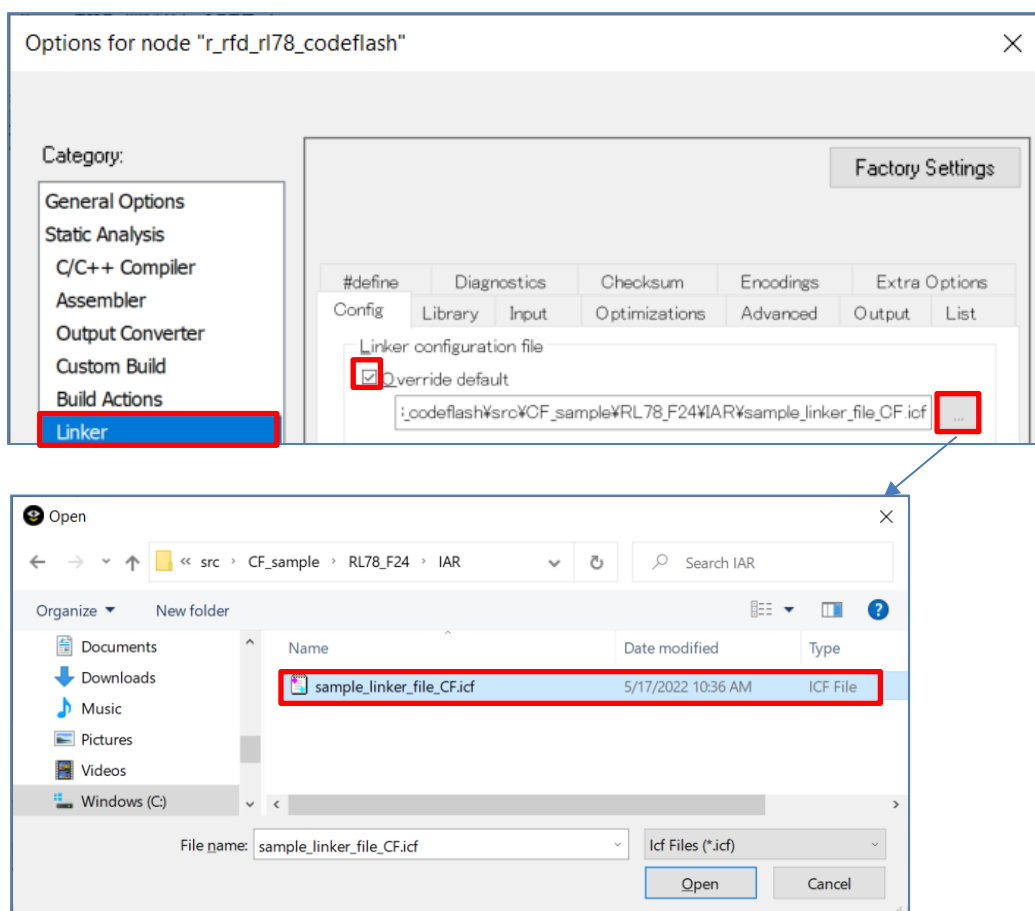 Options for node "r_rfd_rl78_codeflash"
Category:
Factory Settings
General Options
Static Analysis
C/C++ Compiler
Assembler
Output Converter
Custom Build
Build Actions
Linker
#define Diagnostics Checksum Encodings Extra Options
Config Library Input Optimizations Advanced Output List
Linker configuration file
Override default
_codeflash¥src¥CF_sample¥RL78_F24¥IAR¥sample_linker_file_CF.icf ...
Open
« src › CF_sample › RL78_F24 › IAR
Search IAR
Organize New folder
Documents
Downloads
Music
Pictures
Videos
Windows (C:)
Name Date modified Type
sample_linker_file_CF.icf 5/17/2022 10:36 AM ICF File
File name: sample_linker_file_CF.icf Icf Files (*.icf)
Open Cancel